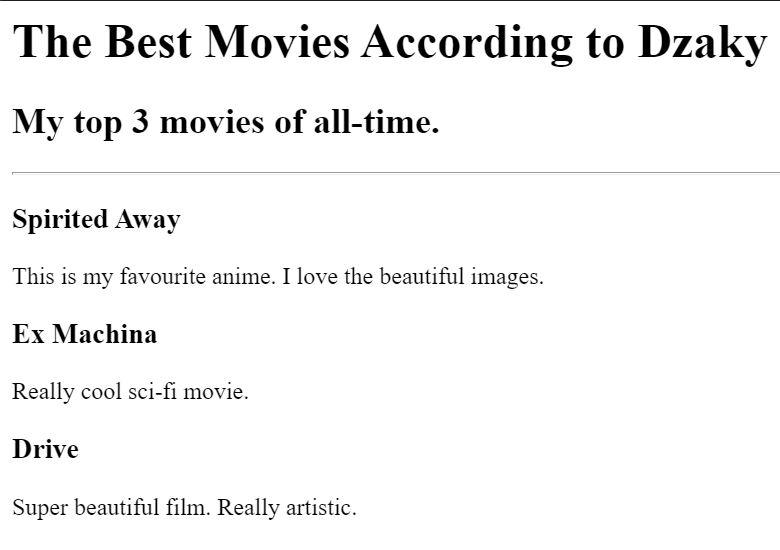 The Best Movies According to Dzaky
My top 3 movies of all-time.
Spirited Away
This is my favourite anime. I love the beautiful images.
Ex Machina
Really cool sci-fi movie.
Drive
Super beautiful film. Really artistic.